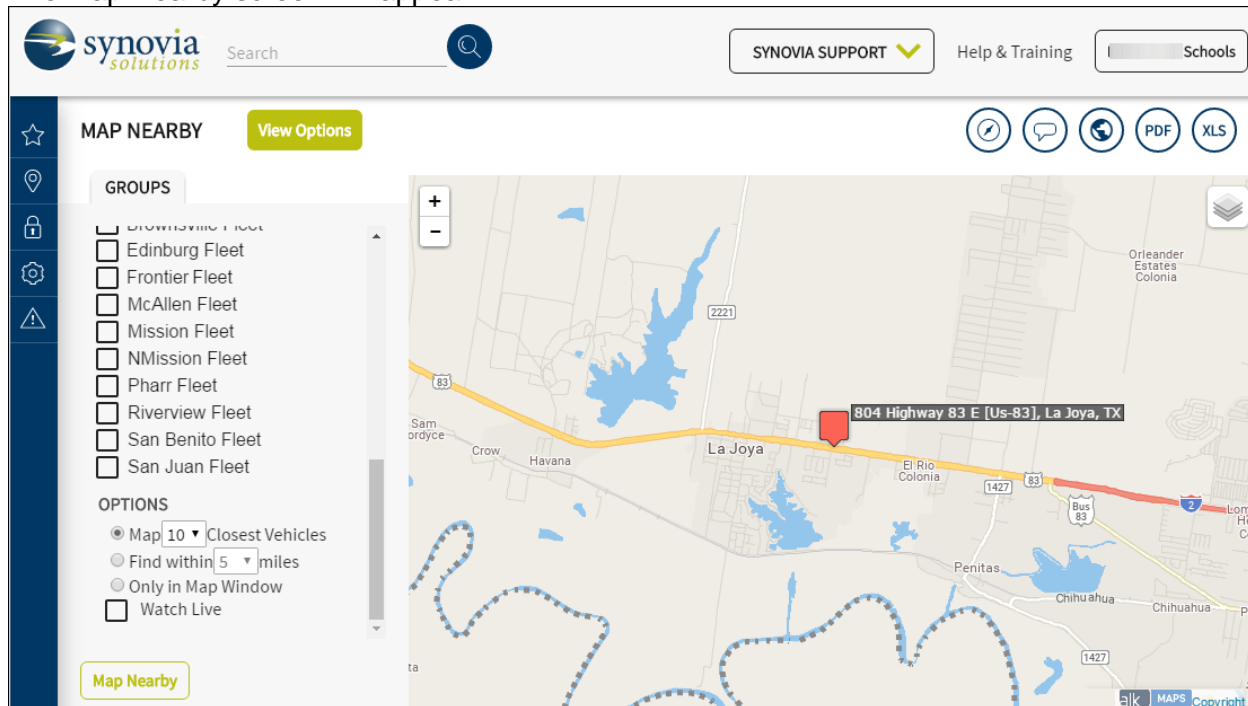 synovia
solutions
Search
SYNOVIA SUPPORT
Help & Training
Schools
MAP NEARBY
View Options
PDF
XLS
GROUPS
Edinburg Fleet
Frontier Fleet
McAllen Fleet
Mission Fleet
NMission Fleet
Pharr Fleet
Riverview Fleet
San Benito Fleet
San Juan Fleet
OPTIONS
Map 10 Closest Vehicles
Find within 5 miles
Only in Map Window
Watch Live
Map Nearby
+
−
Orleander
Estates
Colonia
2221
83
804 Highway 83 E [Us-83], La Joya, TX
Sam
ordyce
Crow
Havana
La Joya
El Rio
Colonia
1427
83
Bus
83
2
Penitas
Chihuahua
Chihuahua
1427
alk MAPS Copyright